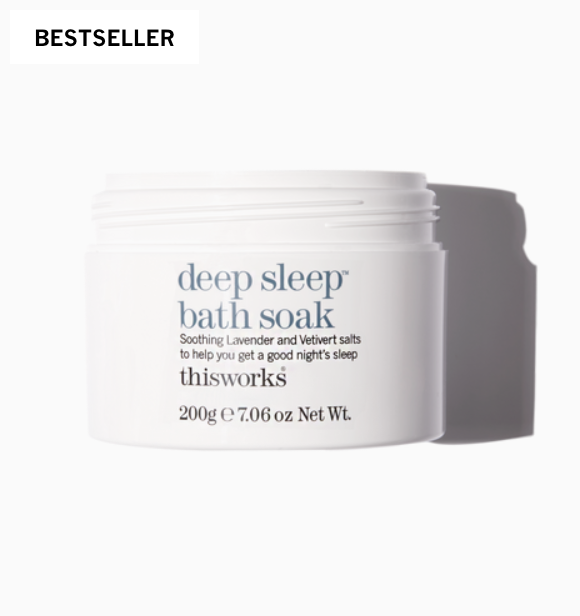 BESTSELLER
deep sleep™
bath soak
Soothing Lavender and Vetivert salts
to help you get a good night's sleep
thisworks®
200g ℮ 7.06 oz Net Wt.